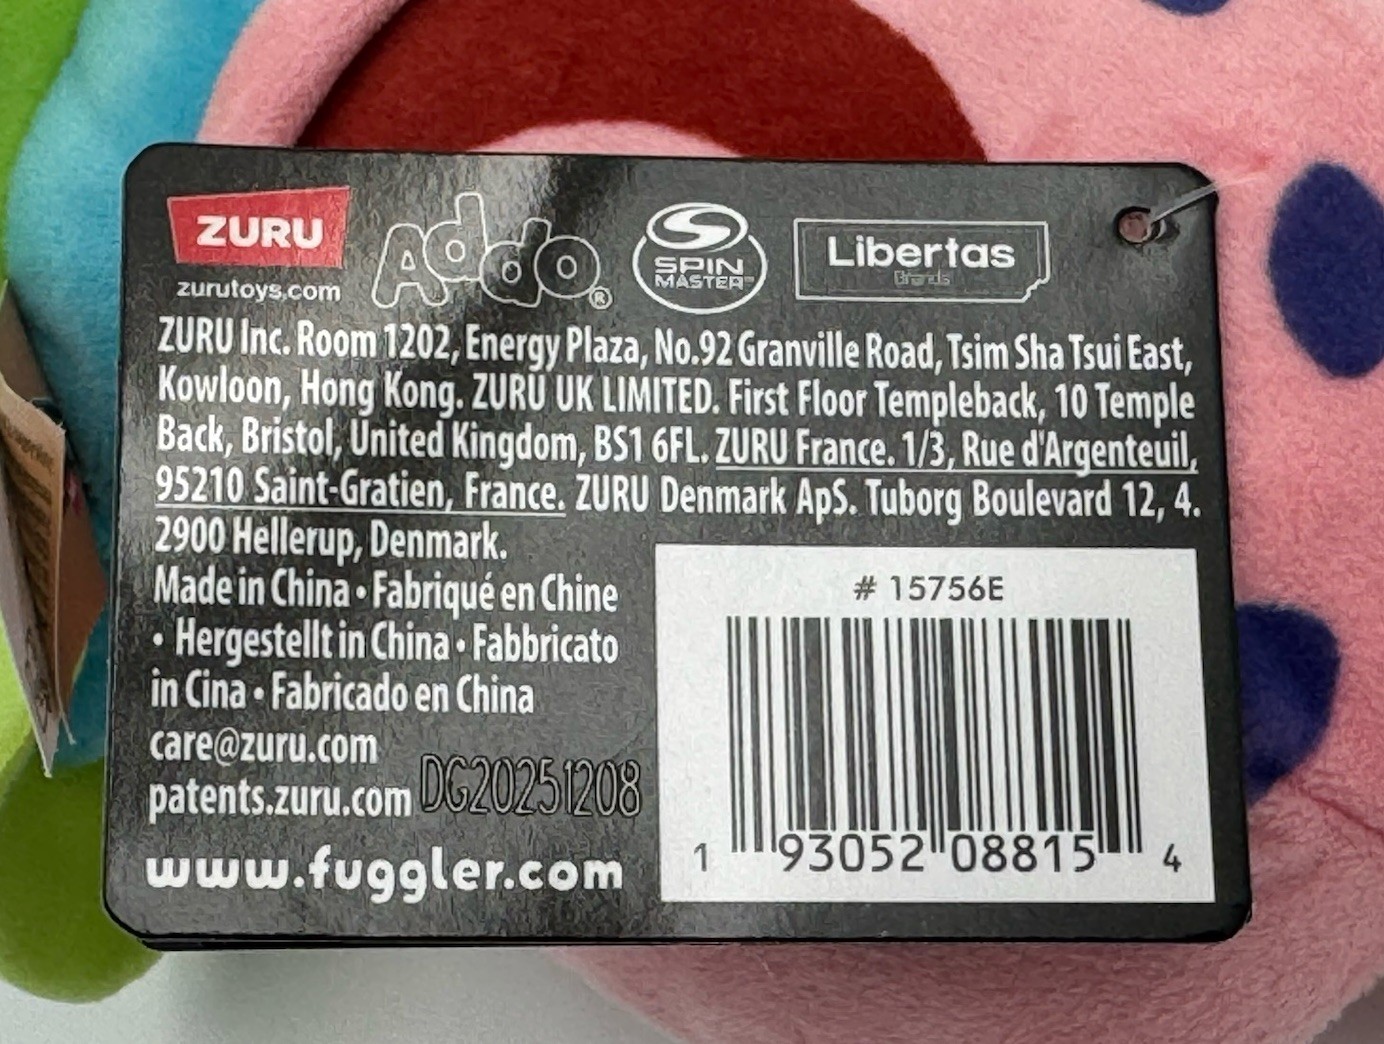 ZURU
zurutoys.com
Addo®
SPIN
MASTER™
Libertas
Brands
ZURU Inc. Room 1202, Energy Plaza, No.92 Granville Road, Tsim Sha Tsui East,
Kowloon, Hong Kong. ZURU UK LIMITED. First Floor Templeback, 10 Temple
Back, Bristol, United Kingdom, BS1 6FL. ZURU France. 1/3, Rue d'Argenteuil,
95210 Saint-Gratien, France. ZURU Denmark ApS. Tuborg Boulevard 12, 4.
2900 Hellerup, Denmark.
Made in China • Fabriqué en Chine
• Hergestellt in China • Fabbricato
in Cina • Fabricado en China
care@zuru.com
patents.zuru.com DG20251208
www.fuggler.com
# 15756E
1 93052 08815 4